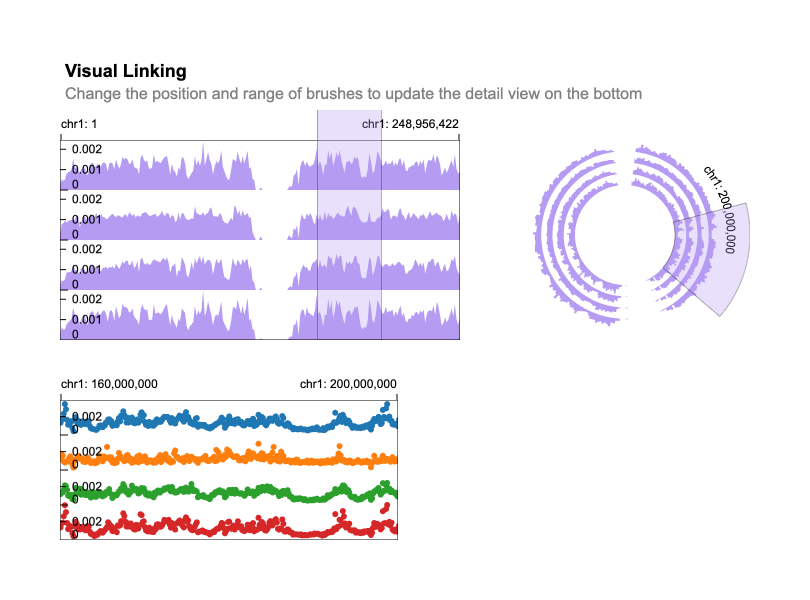 Visual Linking
Change the position and range of brushes to update the detail view on the bottom
chr1: 1
chr1: 248,956,422
0.002
0.001
0
0.002
0.001
0
0.002
0.001
0
0.002
0.001
0
chr1: 200,000,000
chr1: 160,000,000
chr1: 200,000,000
0.002
0
0.002
0
0.002
0
0.002
0